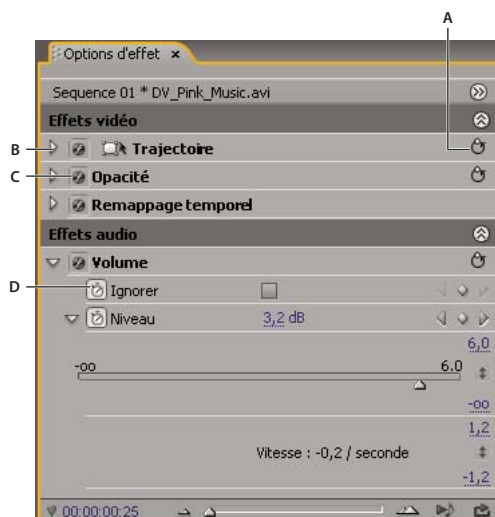 A
Options d'effet ×
Sequence 01 * DV_Pink_Music.avi
Effets vidéo
B
Trajectoire
C
Opacité
Remappage temporel
Effets audio
Volume
D
Ignorer
Niveau 3,2 dB
6,0
-oo 6.0
-oo
1,2
Vitesse : -0,2 / seconde
-1,2
00:00:00:25